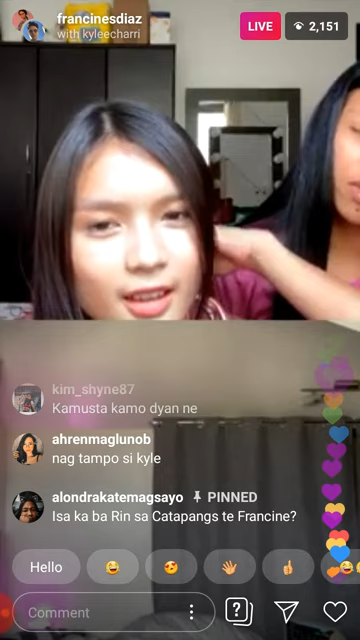 francinesdiaz
with kyleecharri
LIVE
2,151
kim_shyne87
Kamusta kamo dyan ne
ahrenmaglunob
nag tampo si kyle
alondrakatemagsayo PINNED
Isa ka ba Rin sa Catapangs te Francine?
Hello
Comment